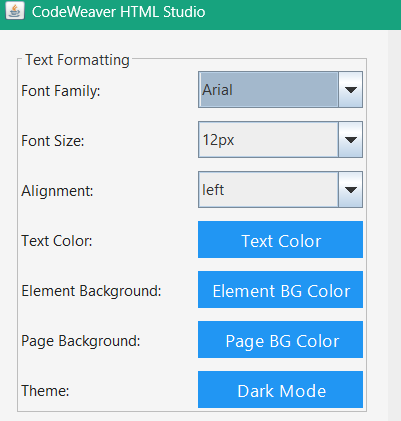 CodeWeaver HTML Studio
Text Formatting
Font Family: Arial
Font Size: 12px
Alignment: left
Text Color: Text Color
Element Background: Element BG Color
Page Background: Page BG Color
Theme: Dark Mode